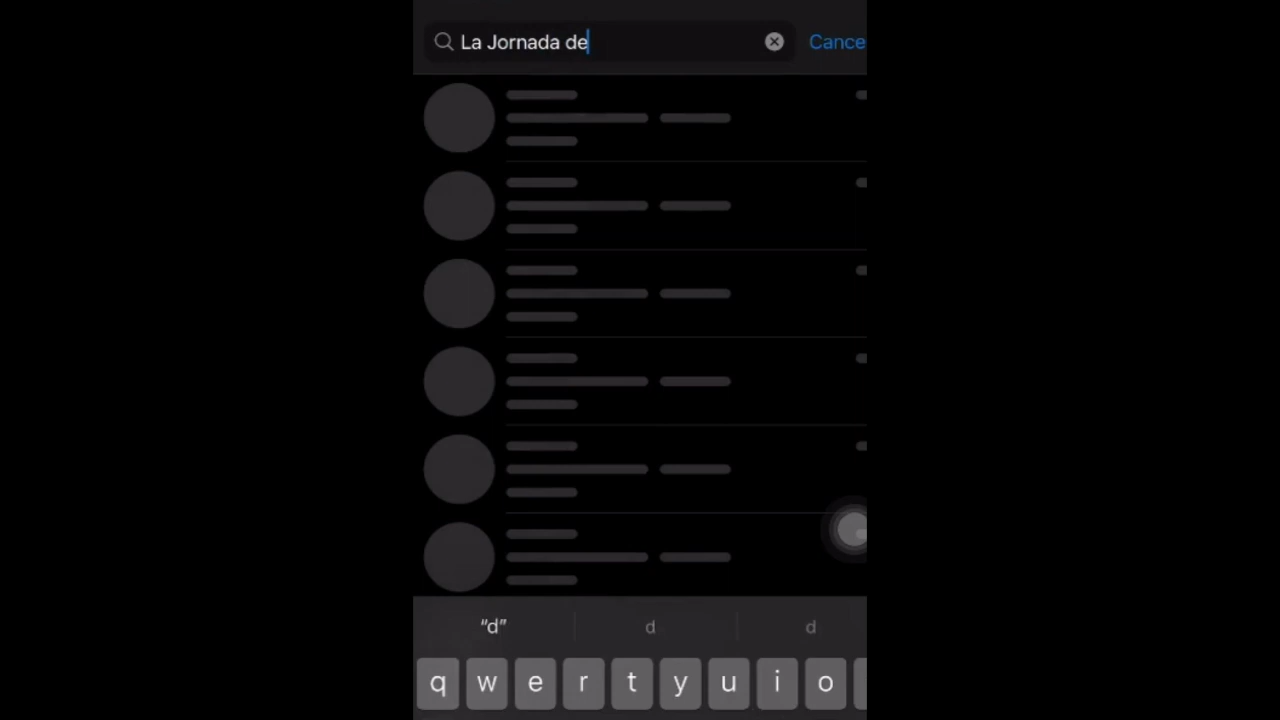 La Jornada de
Cance
“d” d d
q w e r t y u i o